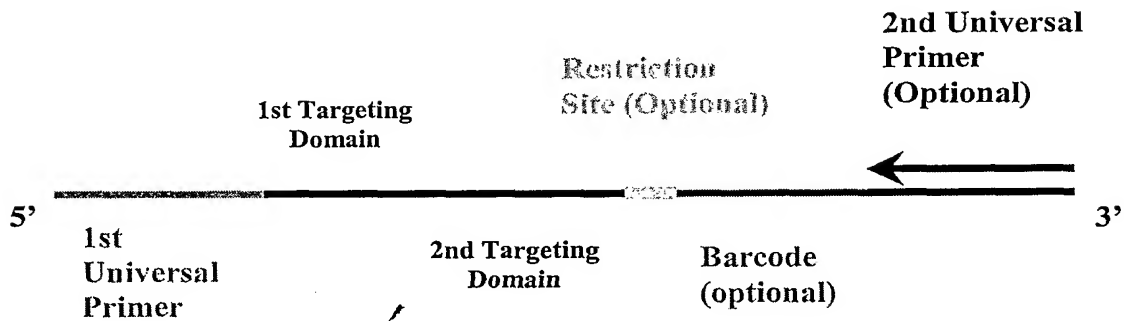 2nd Universal
Primer
(Optional)
Restriction
Site (Optional)
1st Targeting
Domain
5’
3’
1st
Universal
Primer
2nd Targeting
Domain
Barcode
(optional)